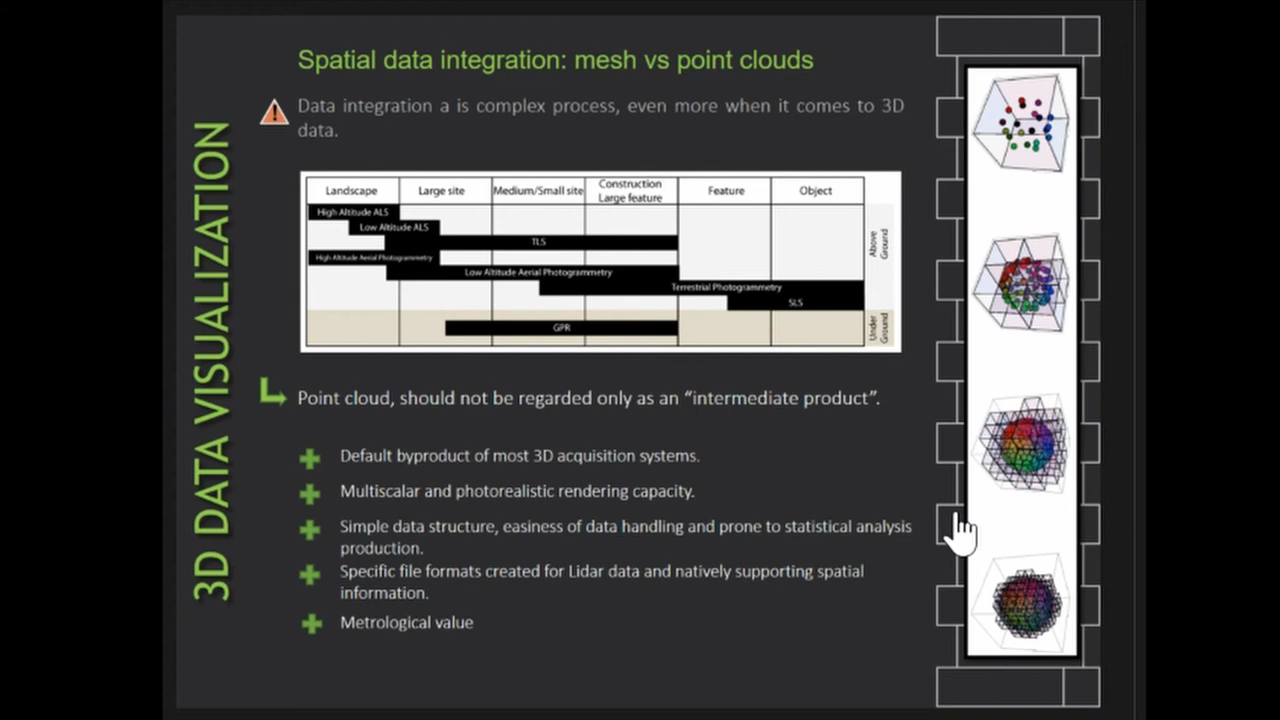 Spatial data integration: mesh vs point clouds
Data integration a is complex process, even more when it comes to 3D
data.
3D DATA VISUALIZATION
Landscape
Large site
Medium/Small site
Construction
Large feature
Feature
Object
High Altitude ALS
Low Altitude ALS
TLS
High Altitude Aerial Photogrammetry
Low Altitude Aerial Photogrammetry
Terrestrial Photogrammetry
SLS
GPR
Above
Ground
Under
Ground
Point cloud, should not be regarded only as an “intermediate product”.
Default byproduct of most 3D acquisition systems.
Multiscalar and photorealistic rendering capacity.
Simple data structure, easiness of data handling and prone to statistical analysis
production.
Specific file formats created for Lidar data and natively supporting spatial
information.
Metrological value